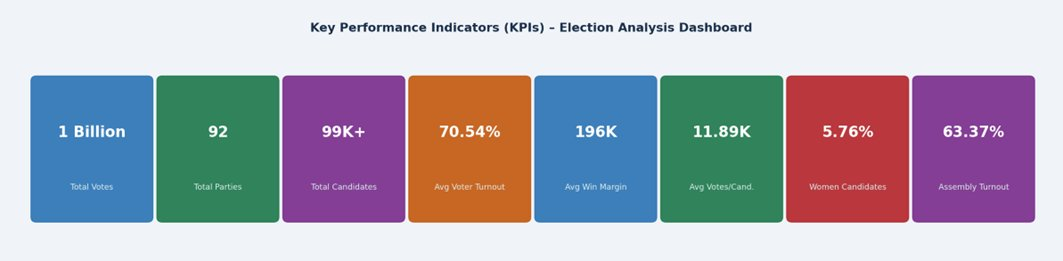 Key Performance Indicators (KPIs) – Election Analysis Dashboard
1 Billion
Total Votes
92
Total Parties
99K+
Total Candidates
70.54%
Avg Voter Turnout
196K
Avg Win Margin
11.89K
Avg Votes/Cand.
5.76%
Women Candidates
63.37%
Assembly Turnout